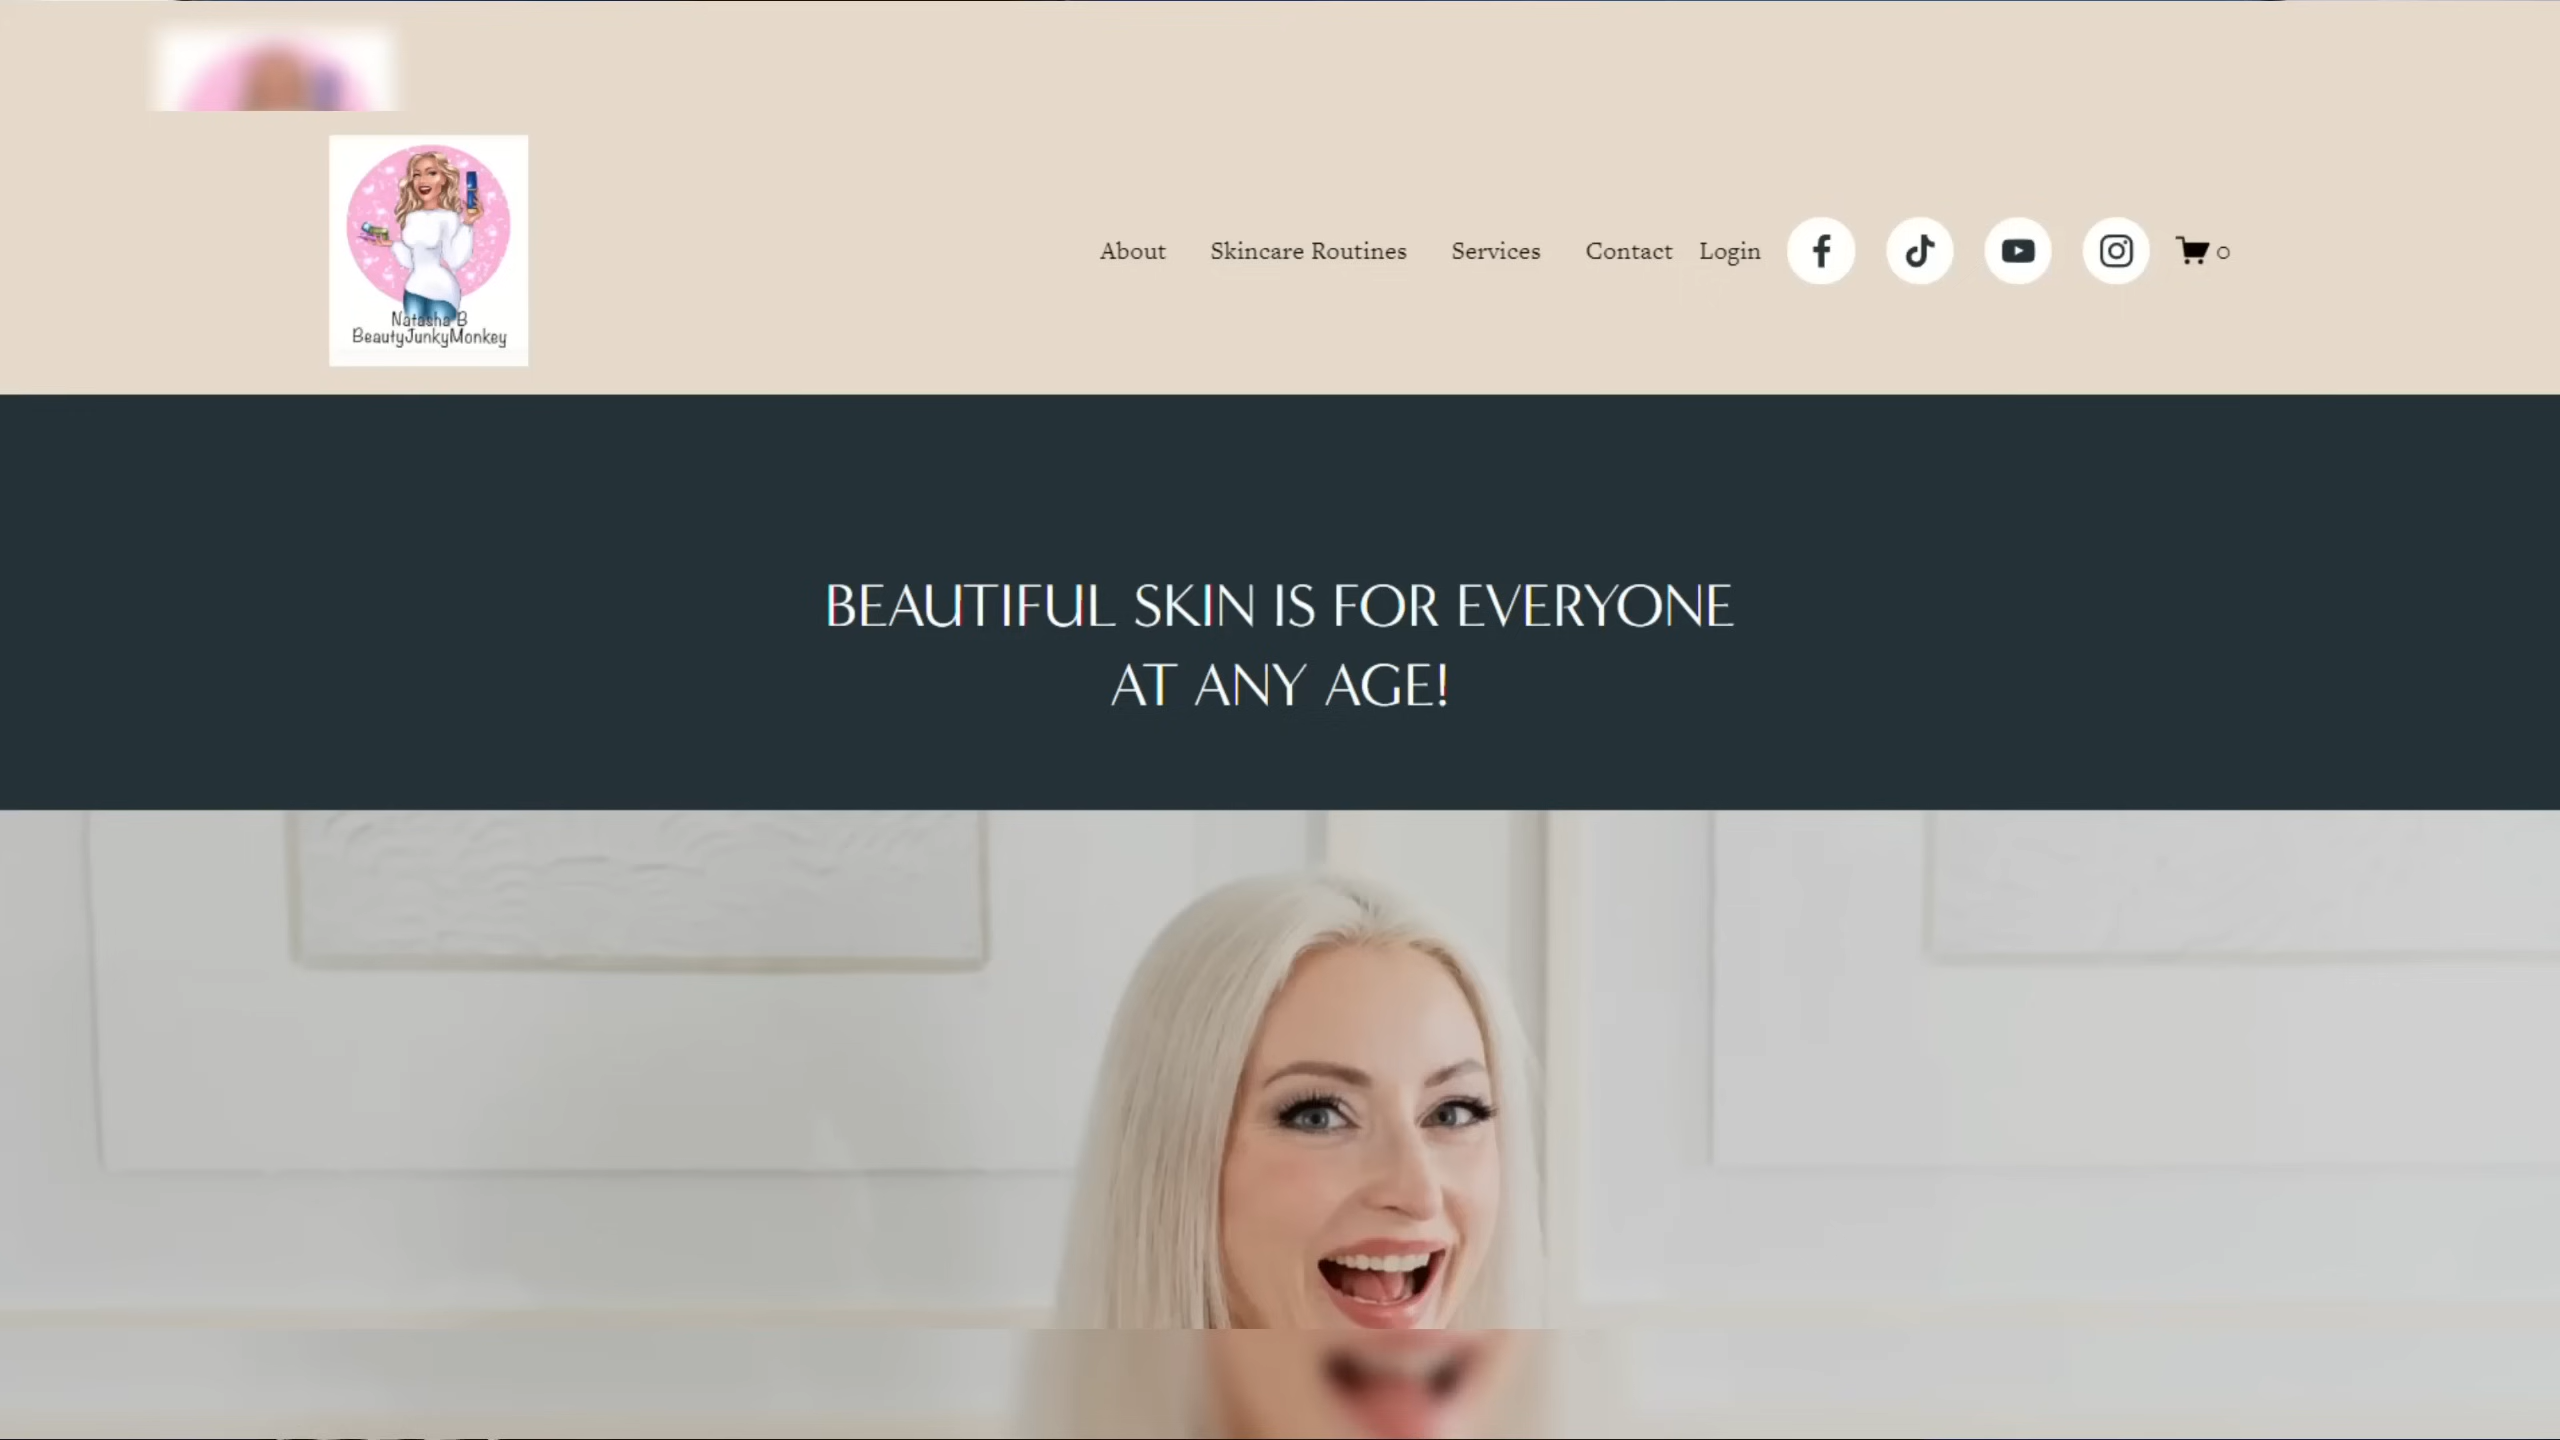 Natasha B
BeautyJunkyMonkey
About Skincare Routines Services Contact Login 0
BEAUTIFUL SKIN IS FOR EVERYONE
AT ANY AGE!